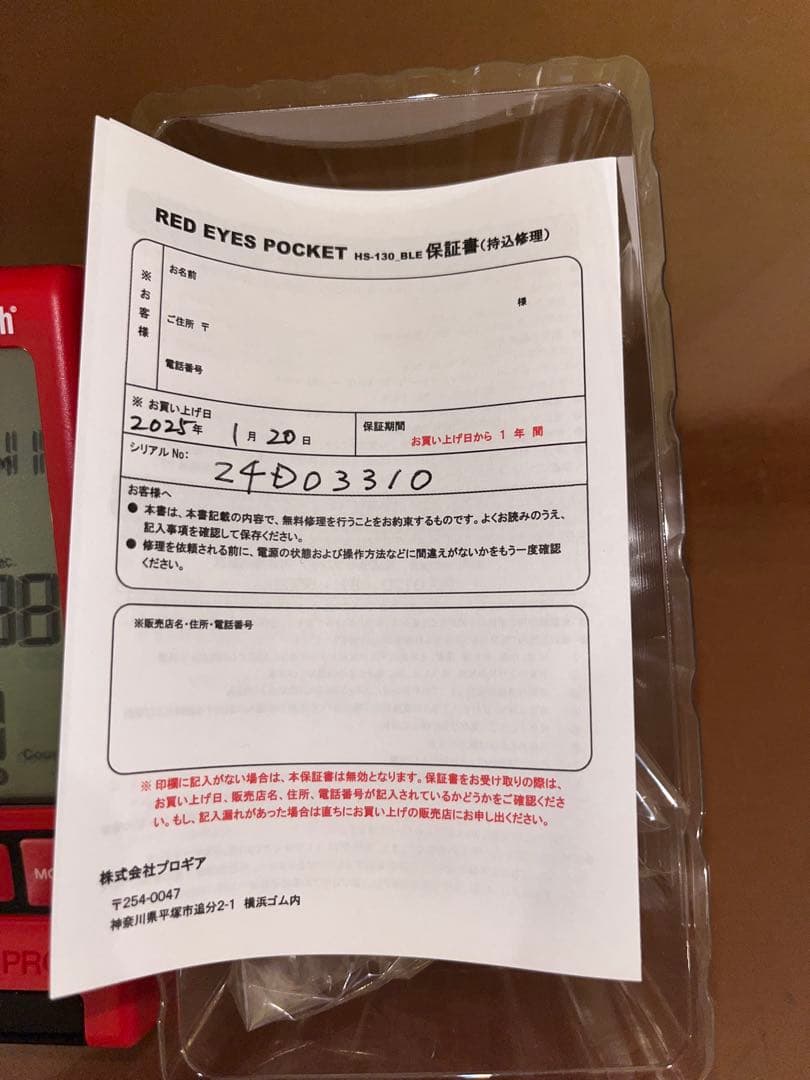 RED EYES POCKET HS-130_BLE 保証書(持込修理)
※お客様
お名前
様
ご住所 〒
電話番号
※ お買い上げ日
2025年 1月 20日
保証期間
お買い上げ日から 1 年 間
シリアルNo:
24D03310
お客様へ
● 本書は、本書記載の内容で、無料修理を行うことをお約束するものです。よくお読みのうえ、
記入事項を確認して保存ください。
● 修理を依頼される前に、電源の状態および操作方法などに間違えがないかをもう一度確認
ください。
※販売店名・住所・電話番号
※ 印欄に記入がない場合は、本保証書は無効となります。保証書をお受け取りの際は、
お買い上げ日、販売店名、住所、電話番号が記入されているかどうかをご確認くださ
い。もし、記入漏れがあった場合は直ちにお買い上げの販売店にお申し出ください。
株式会社プロギア
〒254-0047
神奈川県平塚市追分2-1 横浜ゴム内